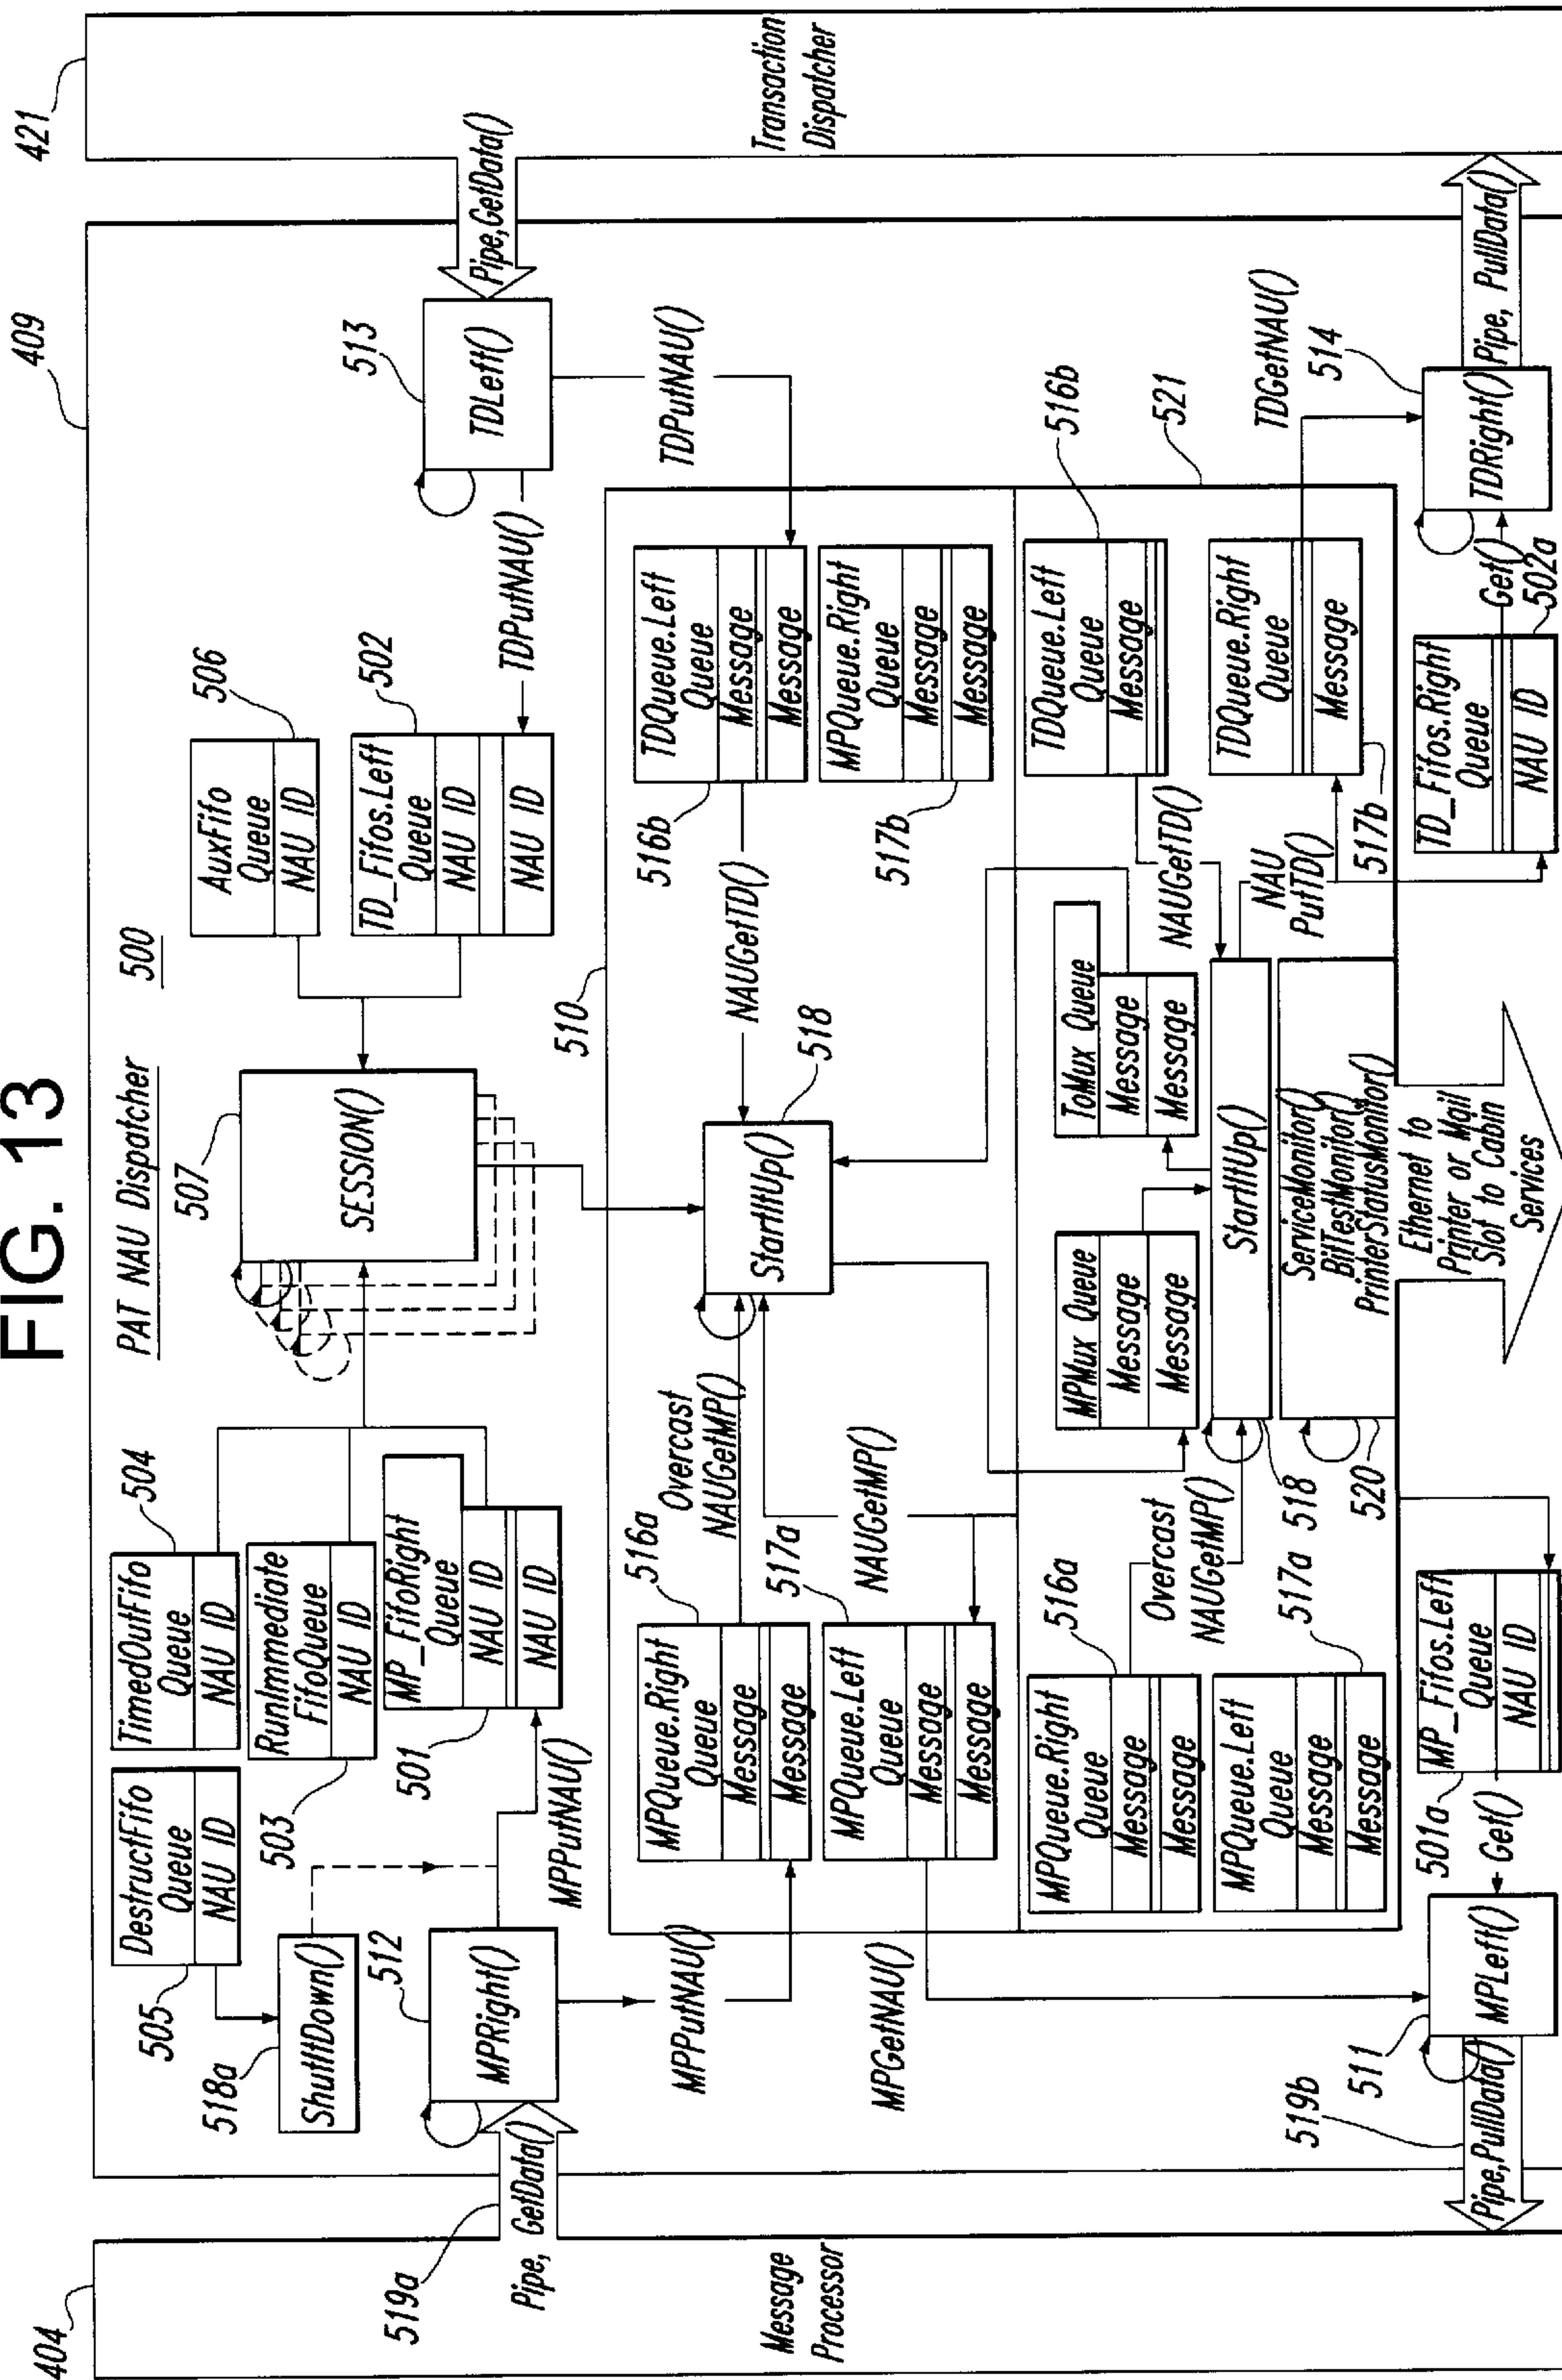 FIG. 13
404
409
421
Message
Processor
Transaction
Dispatcher
PAT NAU Dispatcher
500
507
SESSION()
505
DestructFifo
Queue
NAU ID
504
TimedOutFifo
Queue
NAU ID
503
RunImmediate
FifoQueue
NAU ID
501
MP_FifoRight
Queue
NAU ID
NAU ID
518a
ShutItDown()
512
MPRight()
519a
Pipe, GetData()
MPPutNAU()
MPPutNAU()
506
AuxFifo
Queue
NAU ID
502
TD_Fifos.Left
Queue
NAU ID
NAU ID
513
TDLeft()
Pipe,GetData()
TDPutNAU()
TDPutNAU()
510
516a
MPQueue.Right
Queue
Message
Message
Overcast
NAUGetMP()
517a
MPQueue.Left
Queue
Message
Message
NAUGetMP()
518
StartItUp()
NAUGetTD()
516b
TDQueue.Left
Queue
Message
Message
517b
MPQueue.Right
Queue
Message
Message
MPGetNAU()
521
516a
MPQueue.Right
Queue
Message
Message
Overcast
NAUGetMP()
517a
MPQueue.Left
Queue
Message
Message
518
MPMux Queue
Message
Message
ToMux Queue
Message
Message
StartItUp()
520
ServiceMonitor()
BitTestMonitor()
PrinterStatusMonitor()
516b
TDQueue.Left
Queue
Message
NAUGetTD()
NAU
PutTD()
517b
TDQueue.Right
Queue
Message
TDGetNAU()
Ethernet to
Printer or Mail
Slot to Cabin
Services
519b
Pipe,PullData()
511
MPLeft()
Get()
501a
MP_Fifos.Left
Queue
NAU ID
TD_Fifos.Right
Queue
NAU ID
502a
Get()
514
TDRight()
Pipe, PullData()